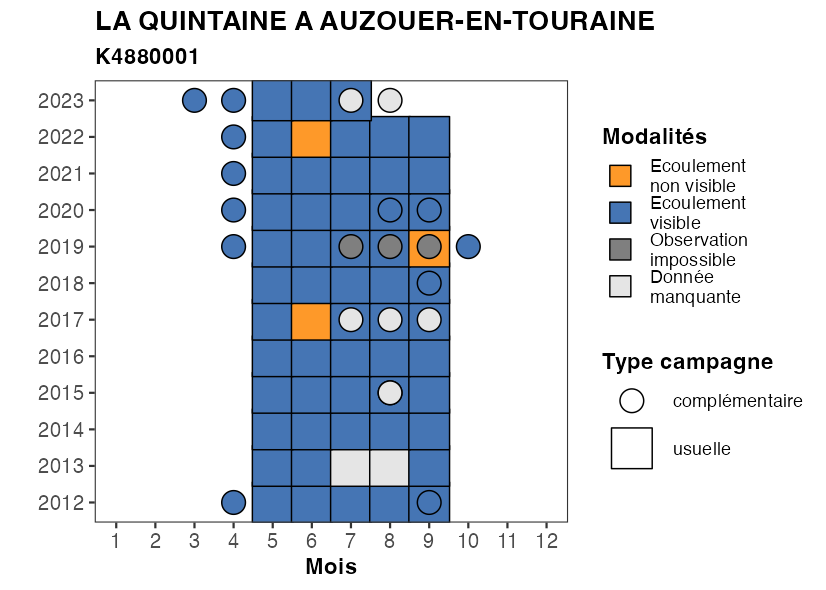 LA QUINTAINE A AUZOUER-EN-TOURAINE
K4880001
2023
2022
2021
2020
2019
2018
2017
2016
2015
2014
2013
2012
1 2 3 4 5 6 7 8 9 10 11 12
Mois
Modalités
Ecoulement
non visible
Ecoulement
visible
Observation
impossible
Donnée
manquante
Type campagne
complémentaire
usuelle